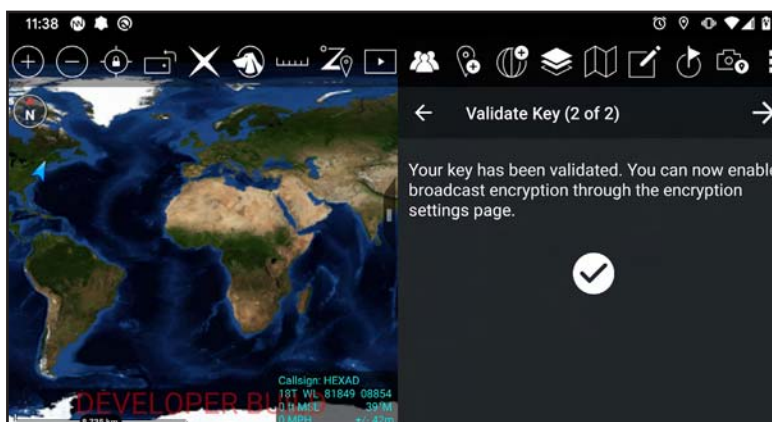 11:38
N
Validate Key (2 of 2)
Your key has been validated. You can now enable
broadcast encryption through the encryption
settings page.
Callsign: HEXAD
18T WL 81849 08854
0 ft MSL 39°M
0 MPH +/- 42m
DEVELOPER BUILD